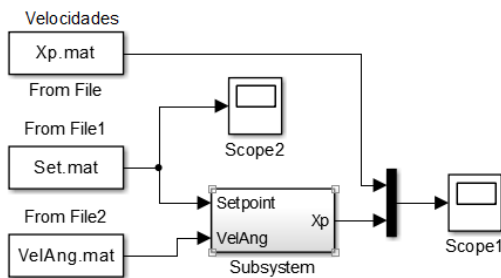 Velocidades
Xp.mat
From File
From File1
Scope2
Set.mat
From File2
Setpoint
Xp
VelAng
VelAng.mat
Subsystem
Scope1